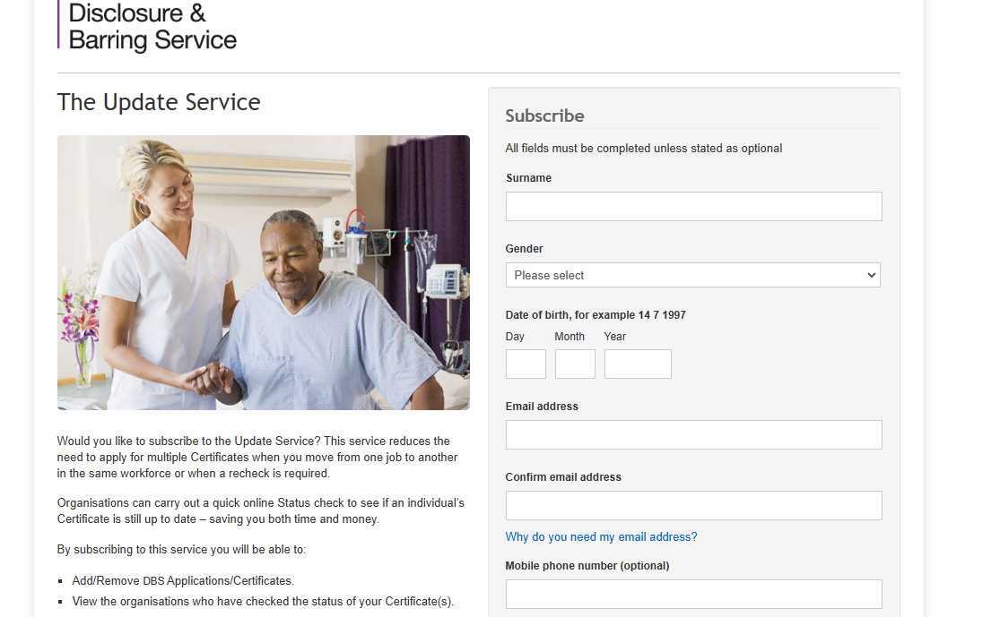 Disclosure &
Barring Service
The Update Service
Would you like to subscribe to the Update Service? This service reduces the
need to apply for multiple Certificates when you move from one job to another
in the same workforce or when a recheck is required.
Organisations can carry out a quick online Status check to see if an individual’s
Certificate is still up to date – saving you both time and money.
By subscribing to this service you will be able to:
▪ Add/Remove DBS Applications/Certificates.
▪ View the organisations who have checked the status of your Certificate(s).
Subscribe
All fields must be completed unless stated as optional
Surname
Gender
Please select
Date of birth, for example 14 7 1997
Day Month Year
Email address
Confirm email address
Why do you need my email address?
Mobile phone number (optional)